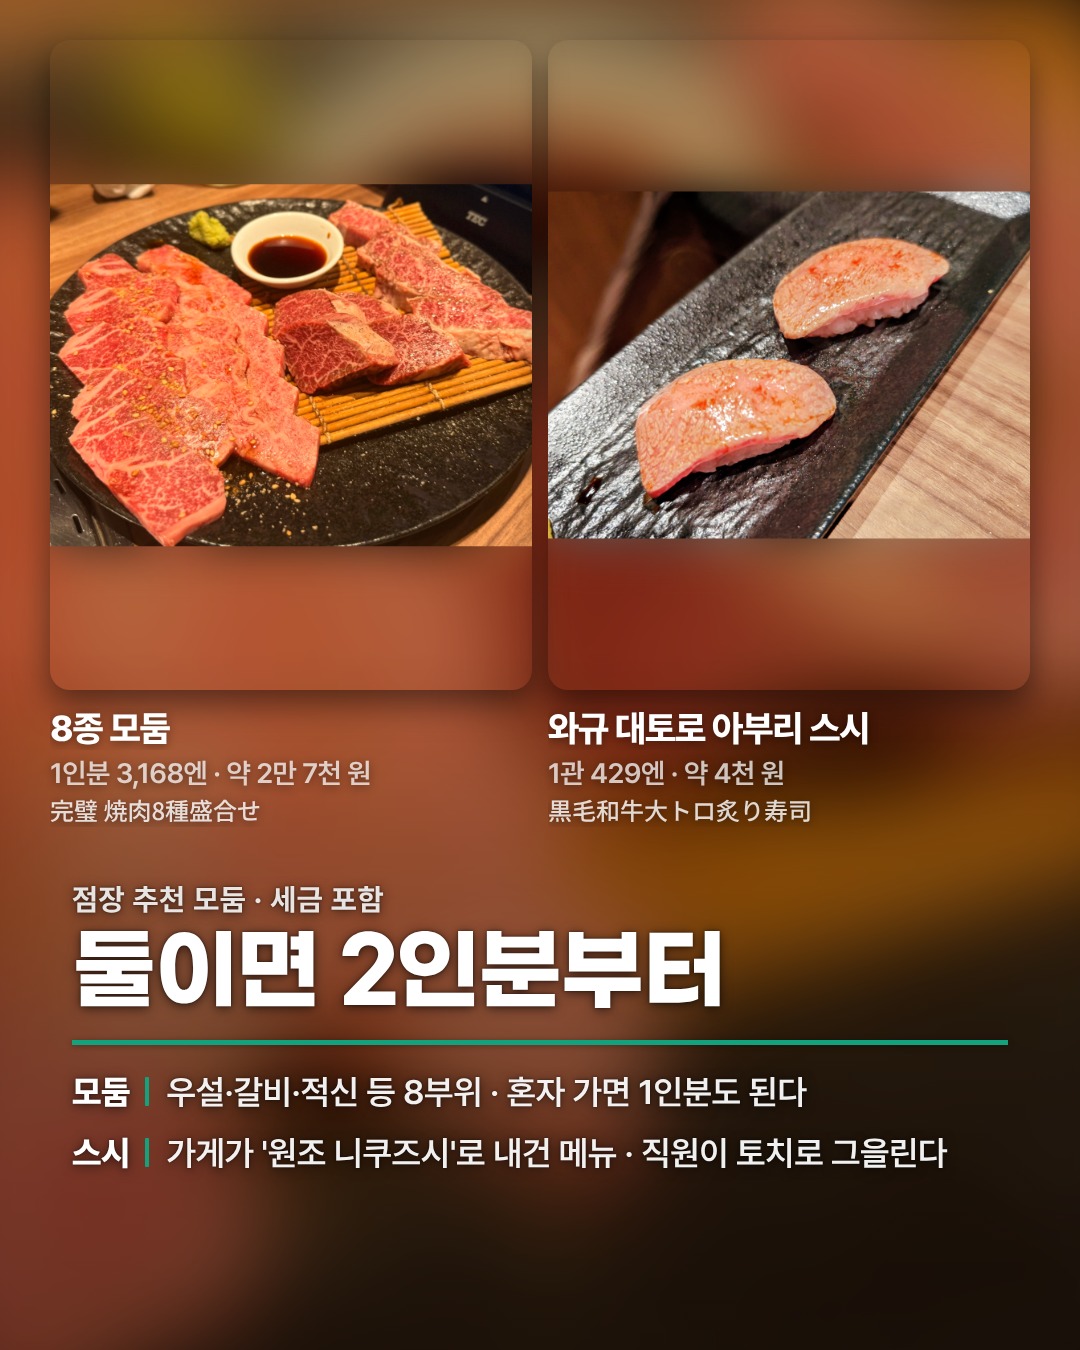 8종 모둠
1인분 3,168엔 · 약 2만 7천 원
完璧 焼肉8種盛合せ
와규 대토로 아부리 스시
1관 429엔 · 약 4천 원
黒毛和牛大トロ炙り寿司
점장 추천 모둠 · 세금 포함
둘이면 2인분부터
모둠 | 우설·갈비·적신 등 8부위 · 혼자 가면 1인분도 된다
스시 | 가게가 '원조 니쿠즈시'로 내건 메뉴 · 직원이 토치로 그을린다